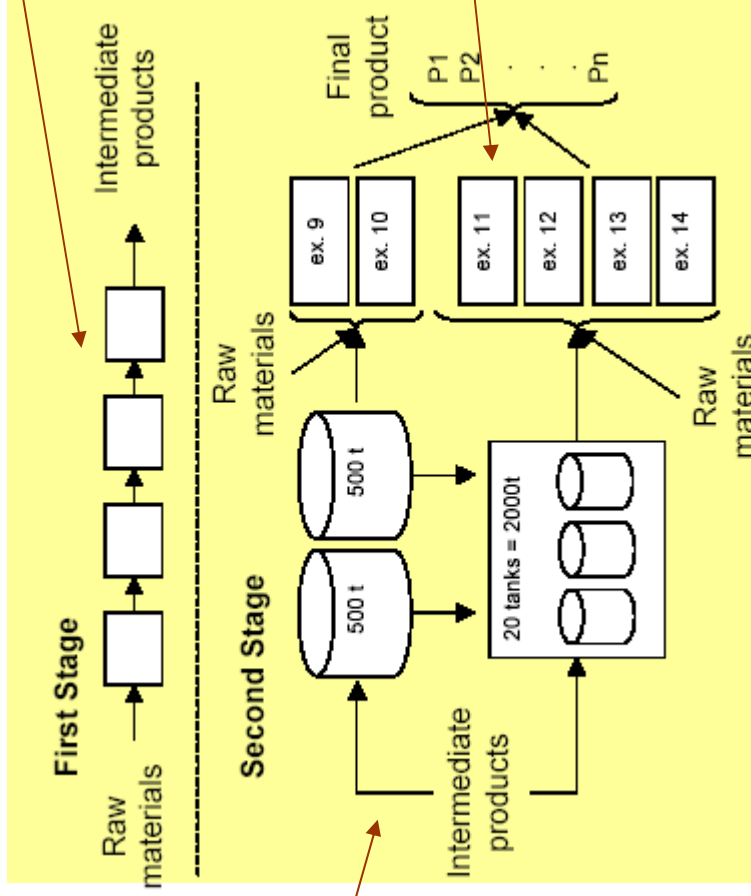 First Stage
Raw
materials
Intermediate
products
Second Stage
Intermediate
products
500 t
500 t
20 tanks = 2000t
Raw
materials
Raw
materials
ex. 9
ex. 10
ex. 11
ex. 12
ex. 13
ex. 14
Final
product
P1
P2
.
.
.
Pn